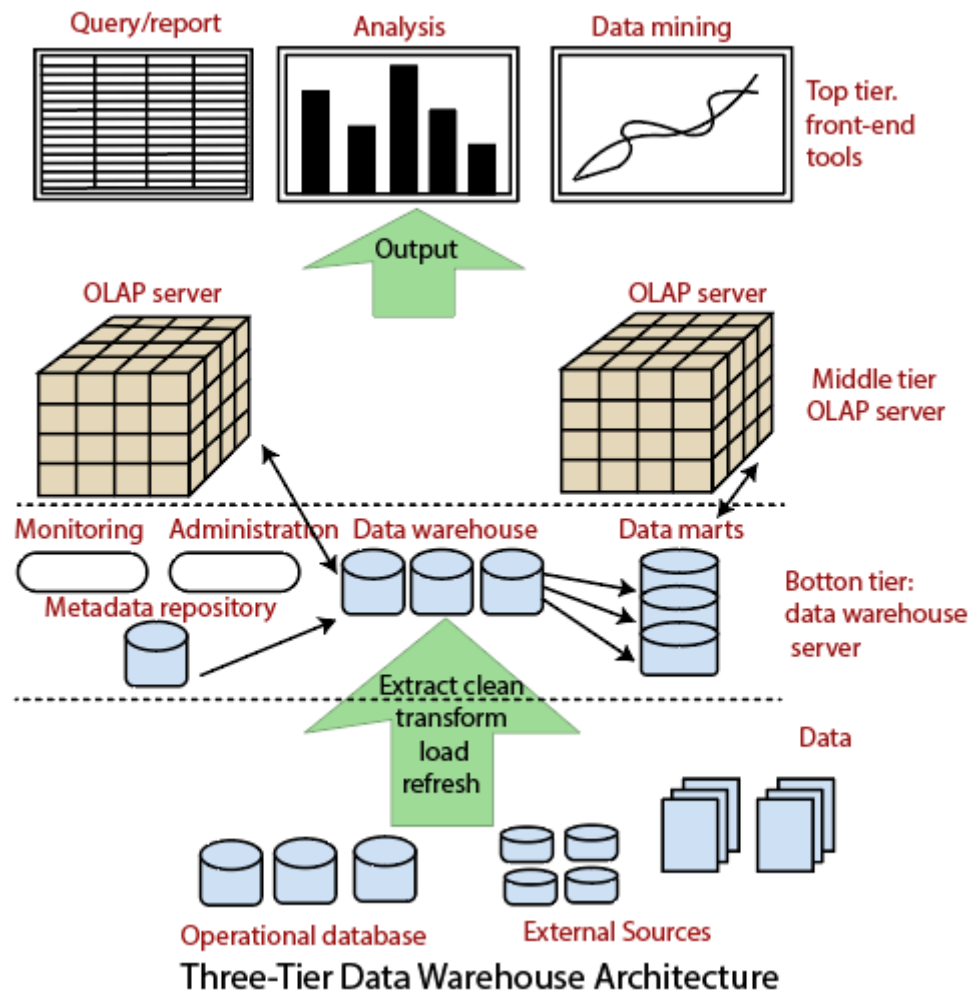 Query/report
Analysis
Data mining
Top tier.
front-end
tools
Output
OLAP server
OLAP server
Middle tier
OLAP server
Monitoring
Administration
Data warehouse
Data marts
Metadata repository
Botton tier:
data warehouse
server
Extract clean
transform
load
refresh
Data
Operational database
External Sources
Three-Tier Data Warehouse Architecture